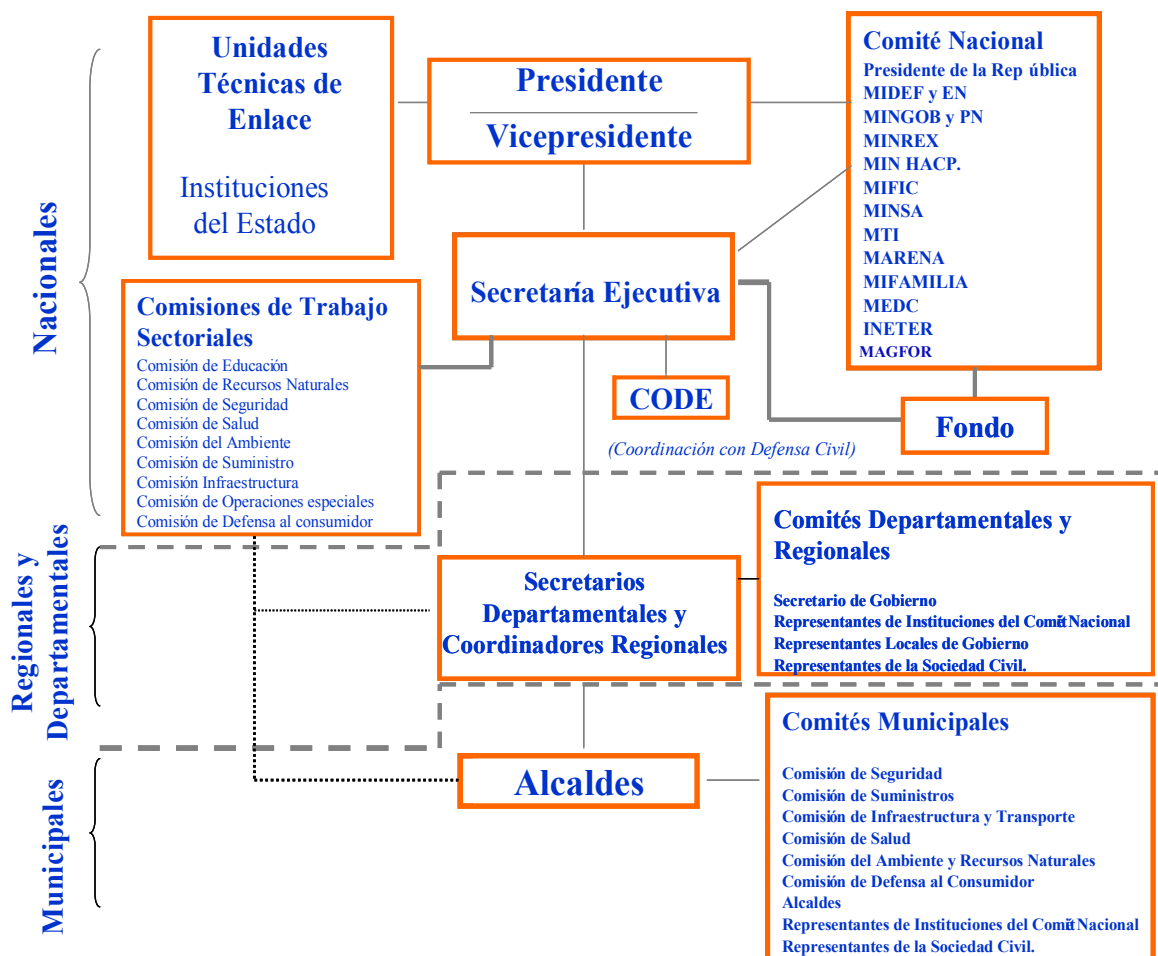 Nacionales
Unidades
Técnicas de
Enlace
Instituciones
del Estado
Presidente
Vicepresidente
Comité Nacional
Presidente de la Rep ública
MIDEF y EN
MINGOB y PN
MINREX
MIN HACP.
MIFIC
MINSA
MTI
MARENA
MIFAMILIA
MEDC
INETER
MAGFOR
Secretaría Ejecutiva
Comisiones de Trabajo
Sectoriales
Comisión de Educación
Comisión de Recursos Naturales
Comisión de Seguridad
Comisión de Salud
Comisión del Ambiente
Comisión de Suministro
Comisión Infraestructura
Comisión de Operaciones especiales
Comisión de Defensa al consumidor
CODE
(Coordinación con Defensa Civil)
Fondo
Regionales y
Departamentales
Secretarios
Departamentales y
Coordinadores Regionales
Comités Departamentales y
Regionales
Secretario de Gobierno
Representantes de Instituciones del Comité Nacional
Representantes Locales de Gobierno
Representantes de la Sociedad Civil.
Municipales
Alcaldes
Comités Municipales
Comisión de Seguridad
Comisión de Suministros
Comisión de Infraestructura y Transporte
Comisión de Salud
Comisión del Ambiente y Recursos Naturales
Comisión de Defensa al Consumidor
Alcaldes
Representantes de Instituciones del Comité Nacional
Representantes de la Sociedad Civil.